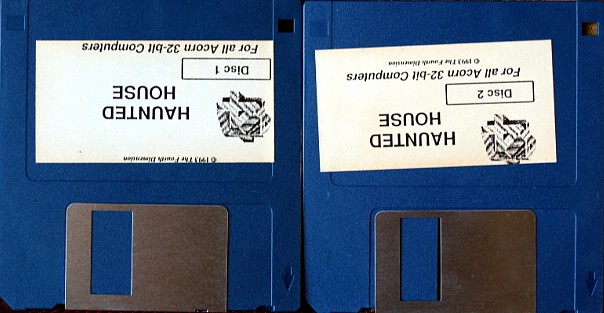 © 1993 The Fourth Dimension
HAUNTED
HOUSE
Disc 1
For all Acorn 32-bit Computers
HAUNTED
HOUSE
Disc 2
For all Acorn 32-bit Computers
© 1993 The Fourth Dimension